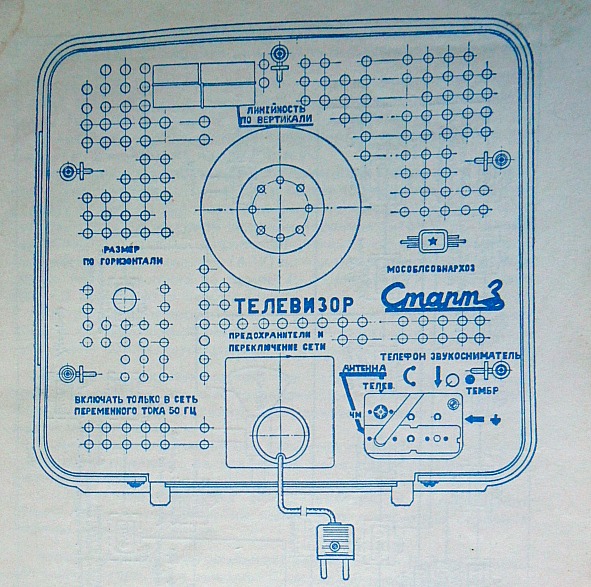 ЛИНЕЙНОСТЬ
ПО ВЕРТИКАЛИ
РАЗМЕР
ПО ГОРИЗОНТАЛИ
МОСОБЛСОВНАРХОЗ
Старт 3
ТЕЛЕВИЗОР
ПРЕДОХРАНИТЕЛИ И
ПЕРЕКЛЮЧЕНИЕ СЕТИ
ТЕЛЕФОН ЗВУКОСНИМАТЕЛЬ
АНТЕННА
ТЕЛЕВ.
ТЕМБР
ЧМ
ВКЛЮЧАТЬ ТОЛЬКО В СЕТЬ
ПЕРЕМЕННОГО ТОКА 50 ГЦ